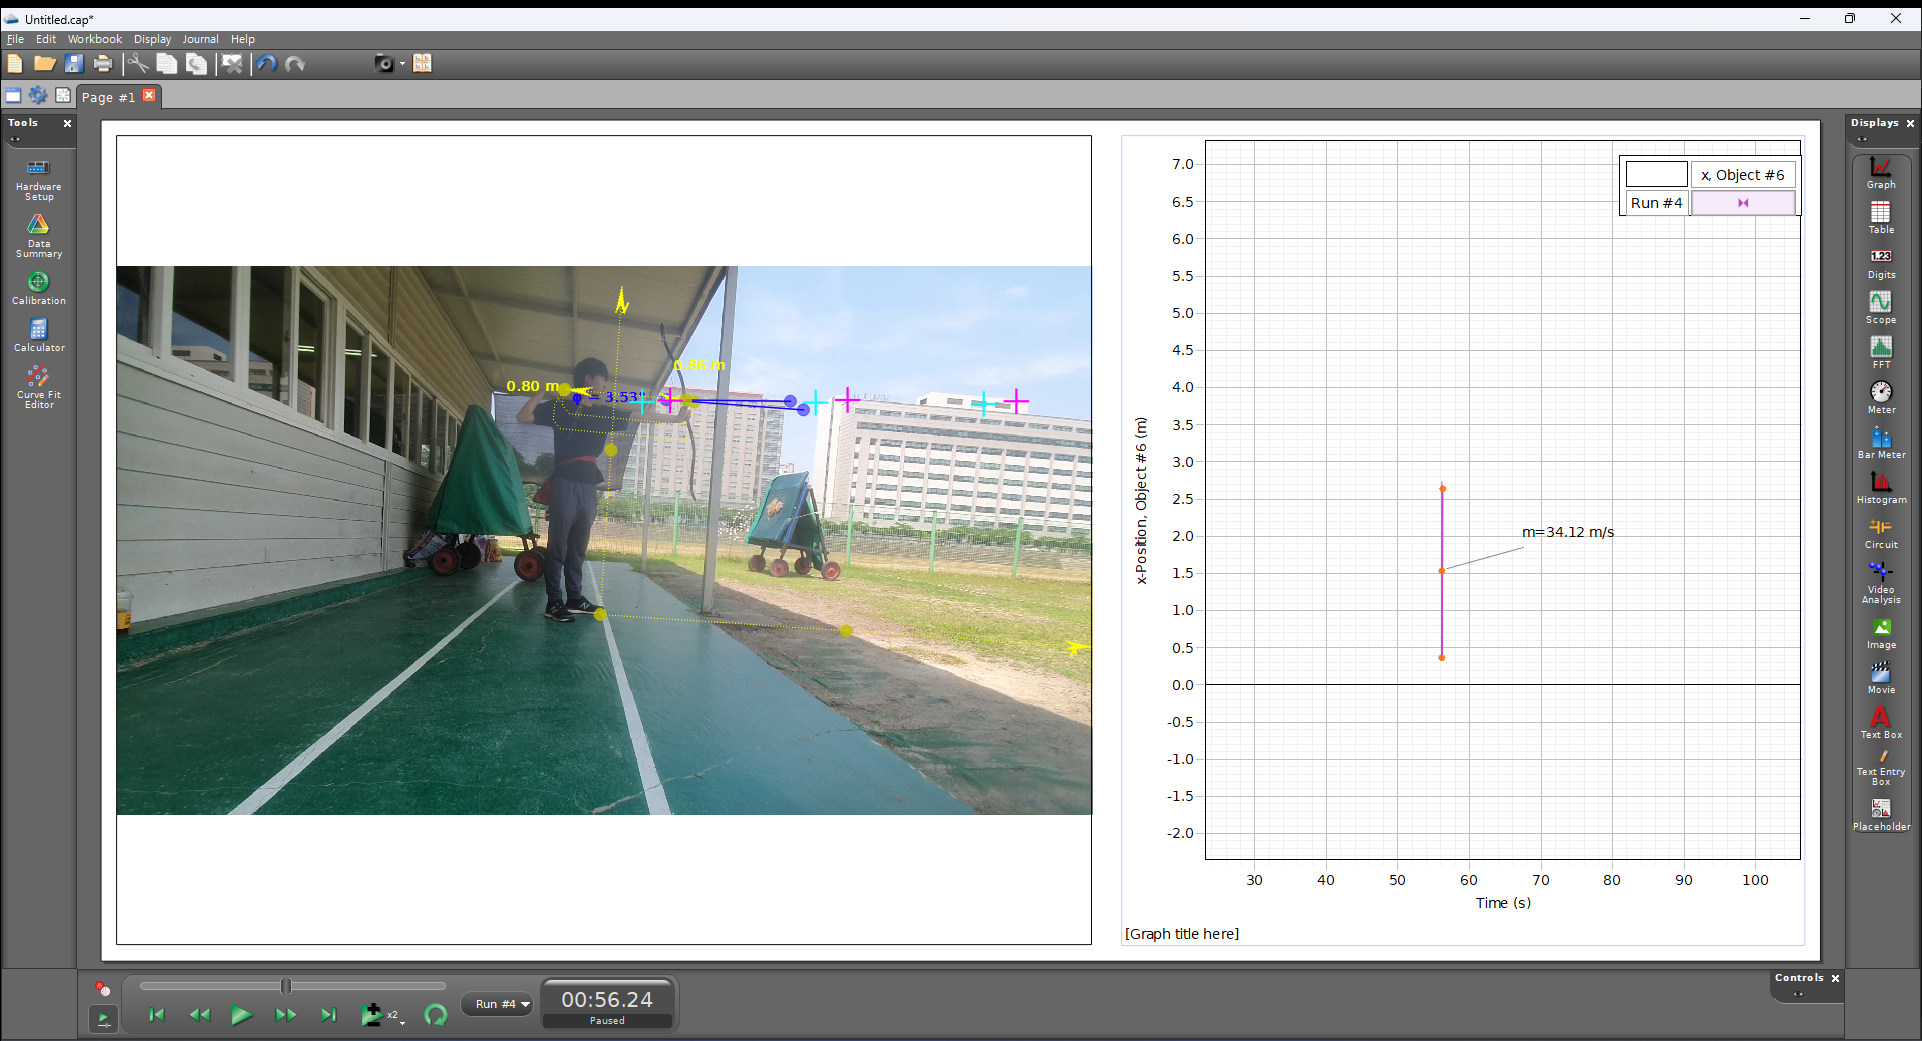 Untitled.cap*
File Edit Workbook Display Journal Help
Page #1
Tools
Hardware
Setup
Data
Summary
Calibration
Calculator
Curve Fit
Editor
y
0.86 m
0.80 m
φ = 3.53°
7.0
6.5
6.0
5.5
5.0
4.5
4.0
3.5
3.0
2.5
2.0
1.5
1.0
0.5
0.0
-0.5
-1.0
-1.5
-2.0
x-Position, Object #6 (m)
x, Object #6
Run #4
m=34.12 m/s
30 40 50 60 70 80 90 100
Time (s)
[Graph title here]
Displays
Graph
Table
1.23
Digits
Scope
FFT
Meter
Bar Meter
Histogram
Circuit
Video
Analysis
Image
Movie
A
Text Box
Text Entry
Box
Placeholder
x2
Run #4
00:56.24
Paused
Controls